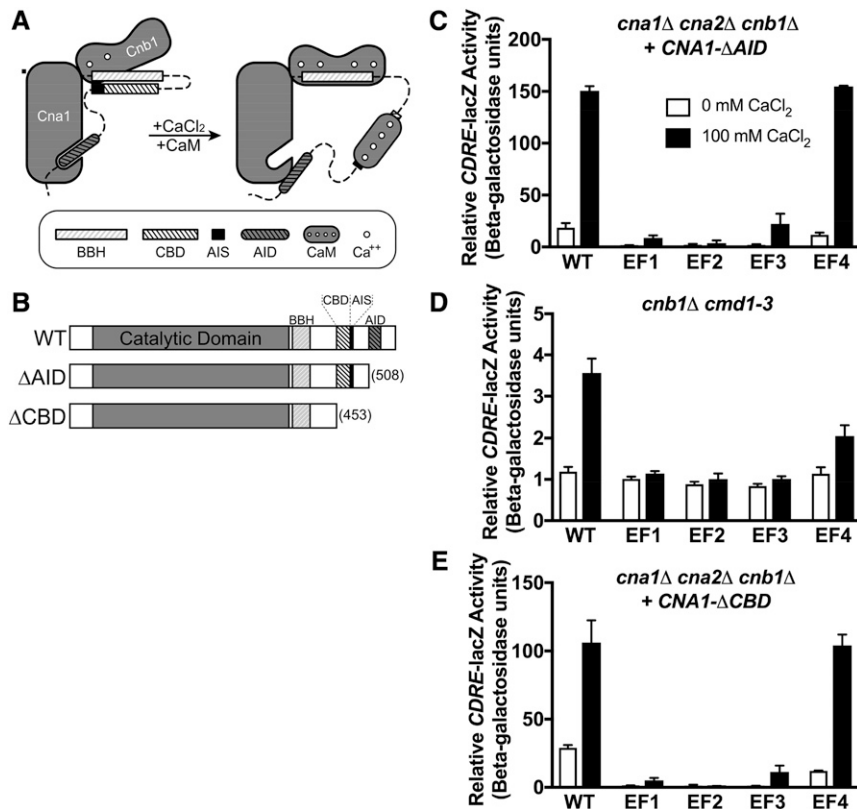 A
Cnb1
Cna1
+CaCl₂
+CaM
BBH CBD AIS AID CaM Ca⁺⁺
B
CBD AIS
WT Catalytic Domain BBH AID
ΔAID (508)
ΔCBD (453)
C
cna1Δ cna2Δ cnb1Δ
+ CNA1-ΔAID
Relative CDRE-lacZ Activity
(Beta-galactosidase units)
200
150
100
50
0
0 mM CaCl₂
100 mM CaCl₂
WT EF1 EF2 EF3 EF4
D
cnb1Δ cmd1-3
Relative CDRE-lacZ Activity
(Beta-galactosidase units)
5
4
3
2
1
0
WT EF1 EF2 EF3 EF4
E
cna1Δ cna2Δ cnb1Δ
+ CNA1-ΔCBD
Relative CDRE-lacZ Activity
(Beta-galactosidase units)
150
100
50
0
WT EF1 EF2 EF3 EF4